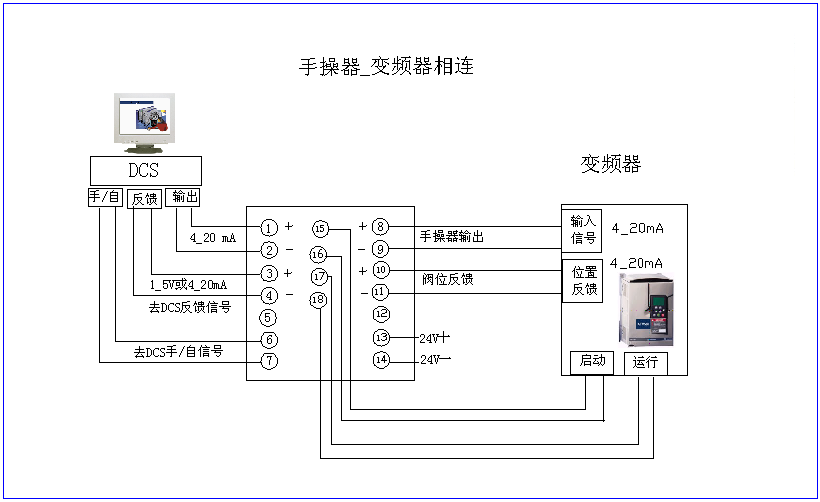 手操器_变频器相连
变频器
DCS
手/自
反馈
输出
4_20 mA
1_5V或4_20mA
去DCS反馈信号
去DCS手/自信号
1 +
2 -
3 +
4 -
5
6
7
15
16
17
18
+ 8
- 9
+ 10
- 11
12
13
14
手操器输出
阀位反馈
24V+
24V-
输入
信号
4_20mA
4_20mA
位置
反馈
启动
运行